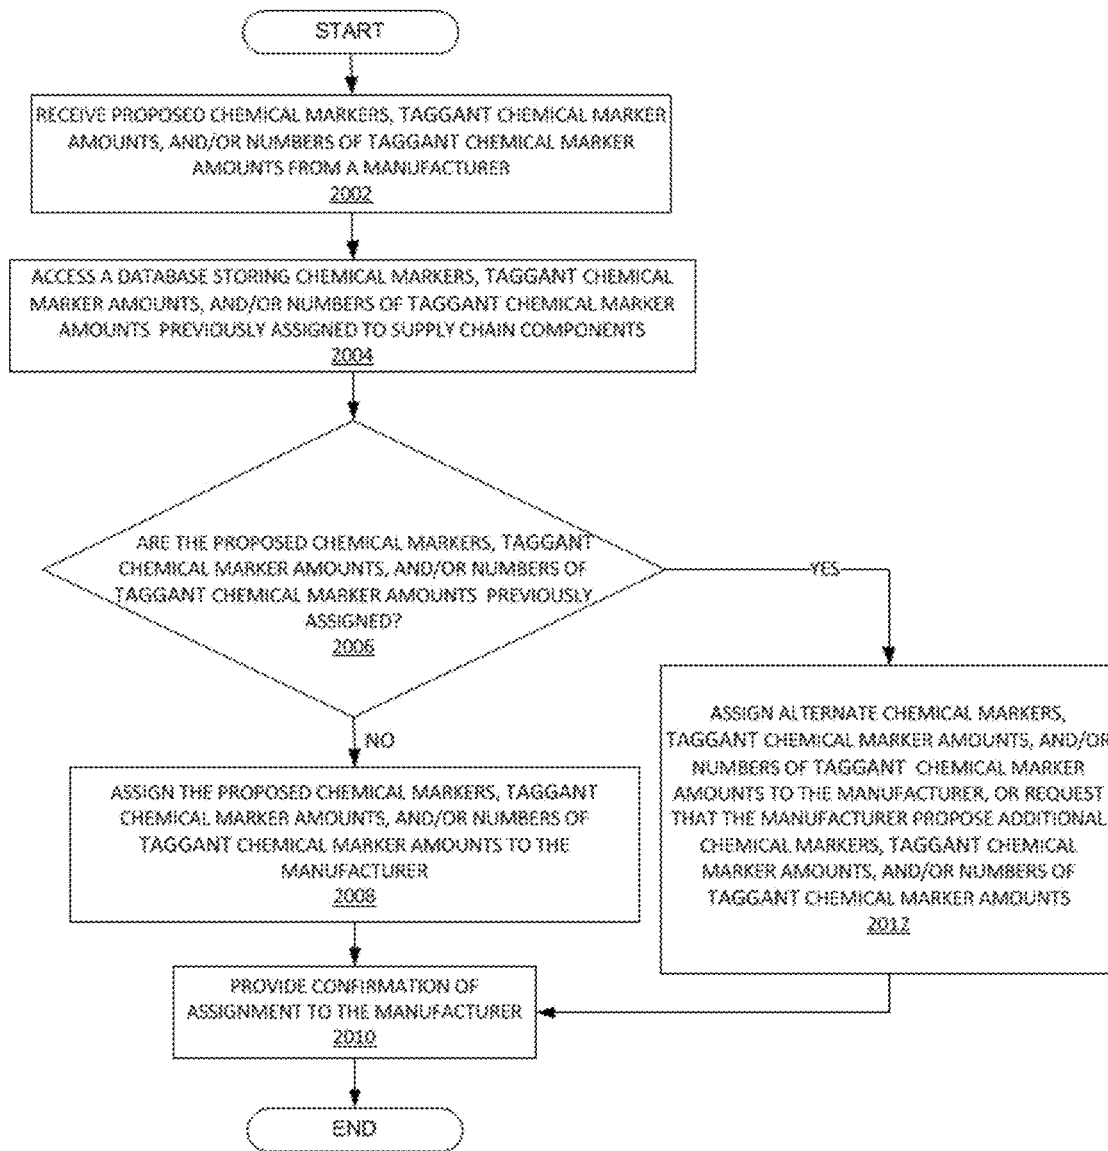 START
RECEIVE PROPOSED CHEMICAL MARKERS, TAGGANT CHEMICAL MARKER
AMOUNTS, AND/OR NUMBERS OF TAGGANT CHEMICAL MARKER
AMOUNTS FROM A MANUFACTURER
2002
ACCESS A DATABASE STORING CHEMICAL MARKERS, TAGGANT CHEMICAL
MARKER AMOUNTS, AND/OR NUMBERS OF TAGGANT CHEMICAL MARKER
AMOUNTS PREVIOUSLY ASSIGNED TO SUPPLY CHAIN COMPONENTS
2004
ARE THE PROPOSED CHEMICAL MARKERS, TAGGANT
CHEMICAL MARKER AMOUNTS, AND/OR NUMBERS OF
TAGGANT CHEMICAL MARKER AMOUNTS PREVIOUSLY
ASSIGNED?
2006
YES
NO
ASSIGN THE PROPOSED CHEMICAL MARKERS, TAGGANT
CHEMICAL MARKER AMOUNTS, AND/OR NUMBERS OF
TAGGANT CHEMICAL MARKER AMOUNTS TO THE
MANUFACTURER
2008
ASSIGN ALTERNATE CHEMICAL MARKERS,
TAGGANT CHEMICAL MARKER AMOUNTS, AND/OR
NUMBERS OF TAGGANT CHEMICAL MARKER
AMOUNTS TO THE MANUFACTURER, OR REQUEST
THAT THE MANUFACTURER PROPOSE ADDITIONAL
CHEMICAL MARKERS, TAGGANT CHEMICAL
MARKER AMOUNTS, AND/OR NUMBERS OF
TAGGANT CHEMICAL MARKER AMOUNTS
2012
PROVIDE CONFIRMATION OF
ASSIGNMENT TO THE MANUFACTURER
2010
END